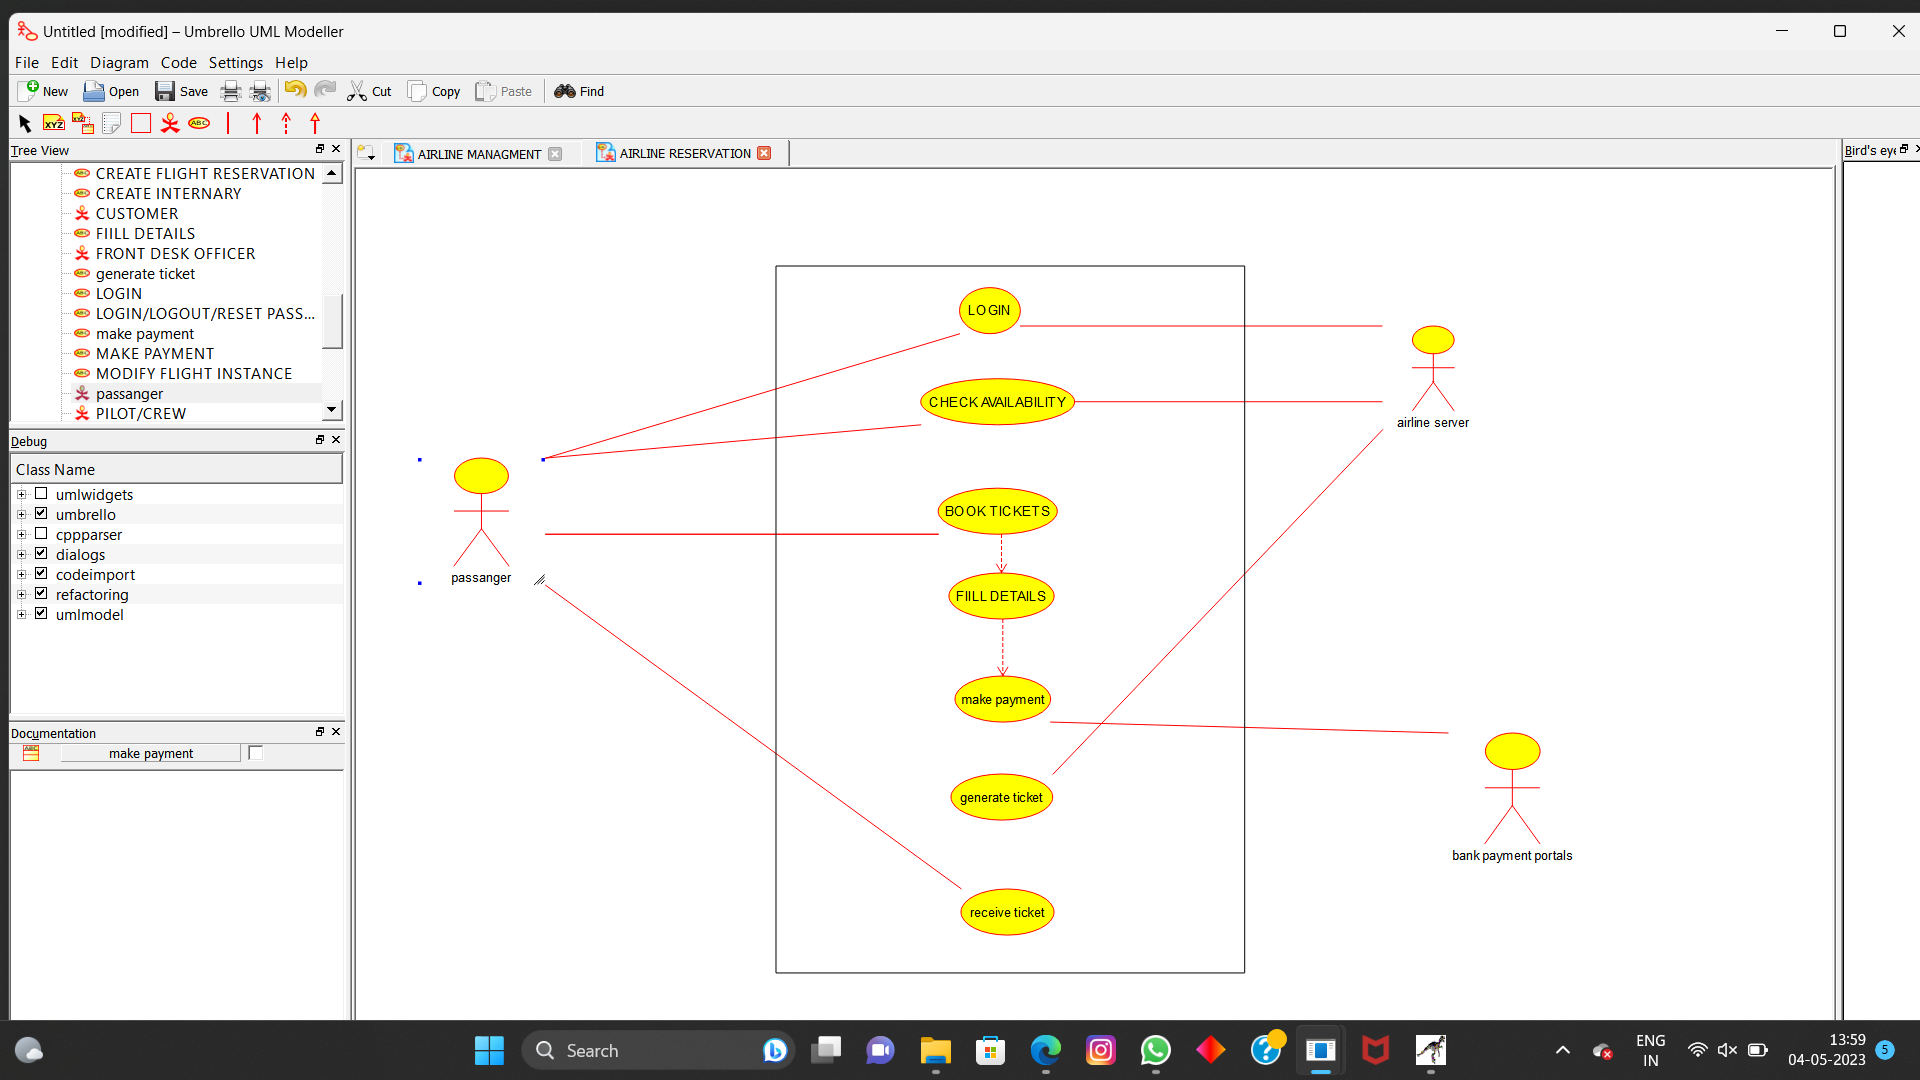 Untitled [modified] – Umbrello UML Modeller
File Edit Diagram Code Settings Help
New Open Save Cut Copy Paste Find
XYZ XYZ ABC
Tree View
AIRLINE MANAGMENT AIRLINE RESERVATION
Bird's eye
CREATE FLIGHT RESERVATION
CREATE INTERNARY
CUSTOMER
FIILL DETAILS
FRONT DESK OFFICER
generate ticket
LOGIN
LOGIN/LOGOUT/RESET PASS...
make payment
MAKE PAYMENT
MODIFY FLIGHT INSTANCE
passanger
PILOT/CREW
Debug
Class Name
umlwidgets
umbrello
cppparser
dialogs
codeimport
refactoring
umlmodel
Documentation
make payment
LOGIN
CHECK AVAILABILITY
airline server
BOOK TICKETS
passanger
FIILL DETAILS
make payment
generate ticket
bank payment portals
receive ticket
Search
ENG
IN
13:59
04-05-2023
5